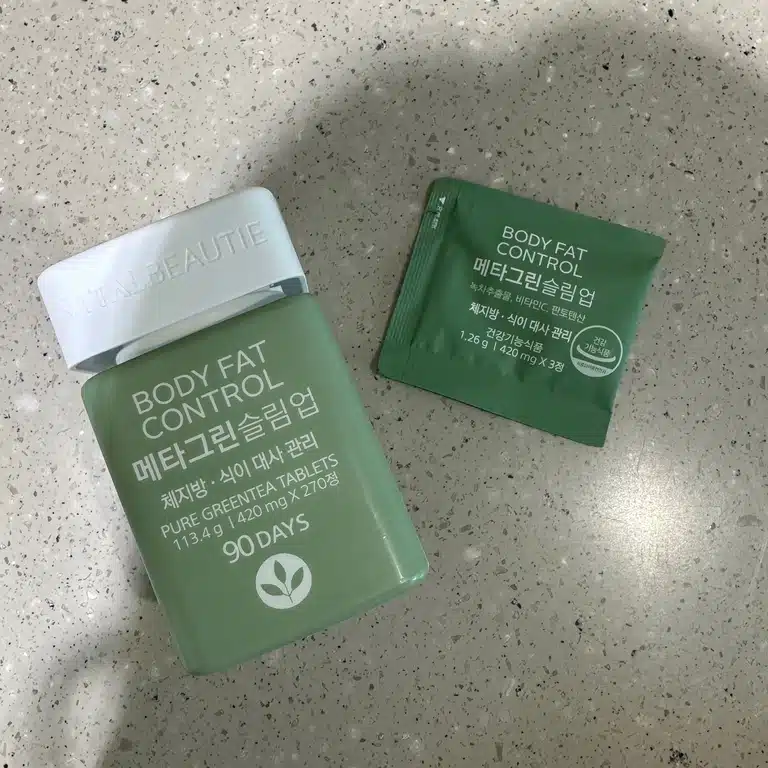 VITALBEAUTIE
BODY FAT
CONTROL
메타그린슬림업
체지방 · 식이 대사 관리
PURE GREENTEA TABLETS
113.4 g | 420 mg X 270정
90 DAYS
BODY FAT
CONTROL
메타그린슬림업
녹차추출물, 비타민C, 판토텐산
체지방 · 식이 대사 관리
건강기능식품
1.26 g | 420 mg X 3정
건강
기능식품